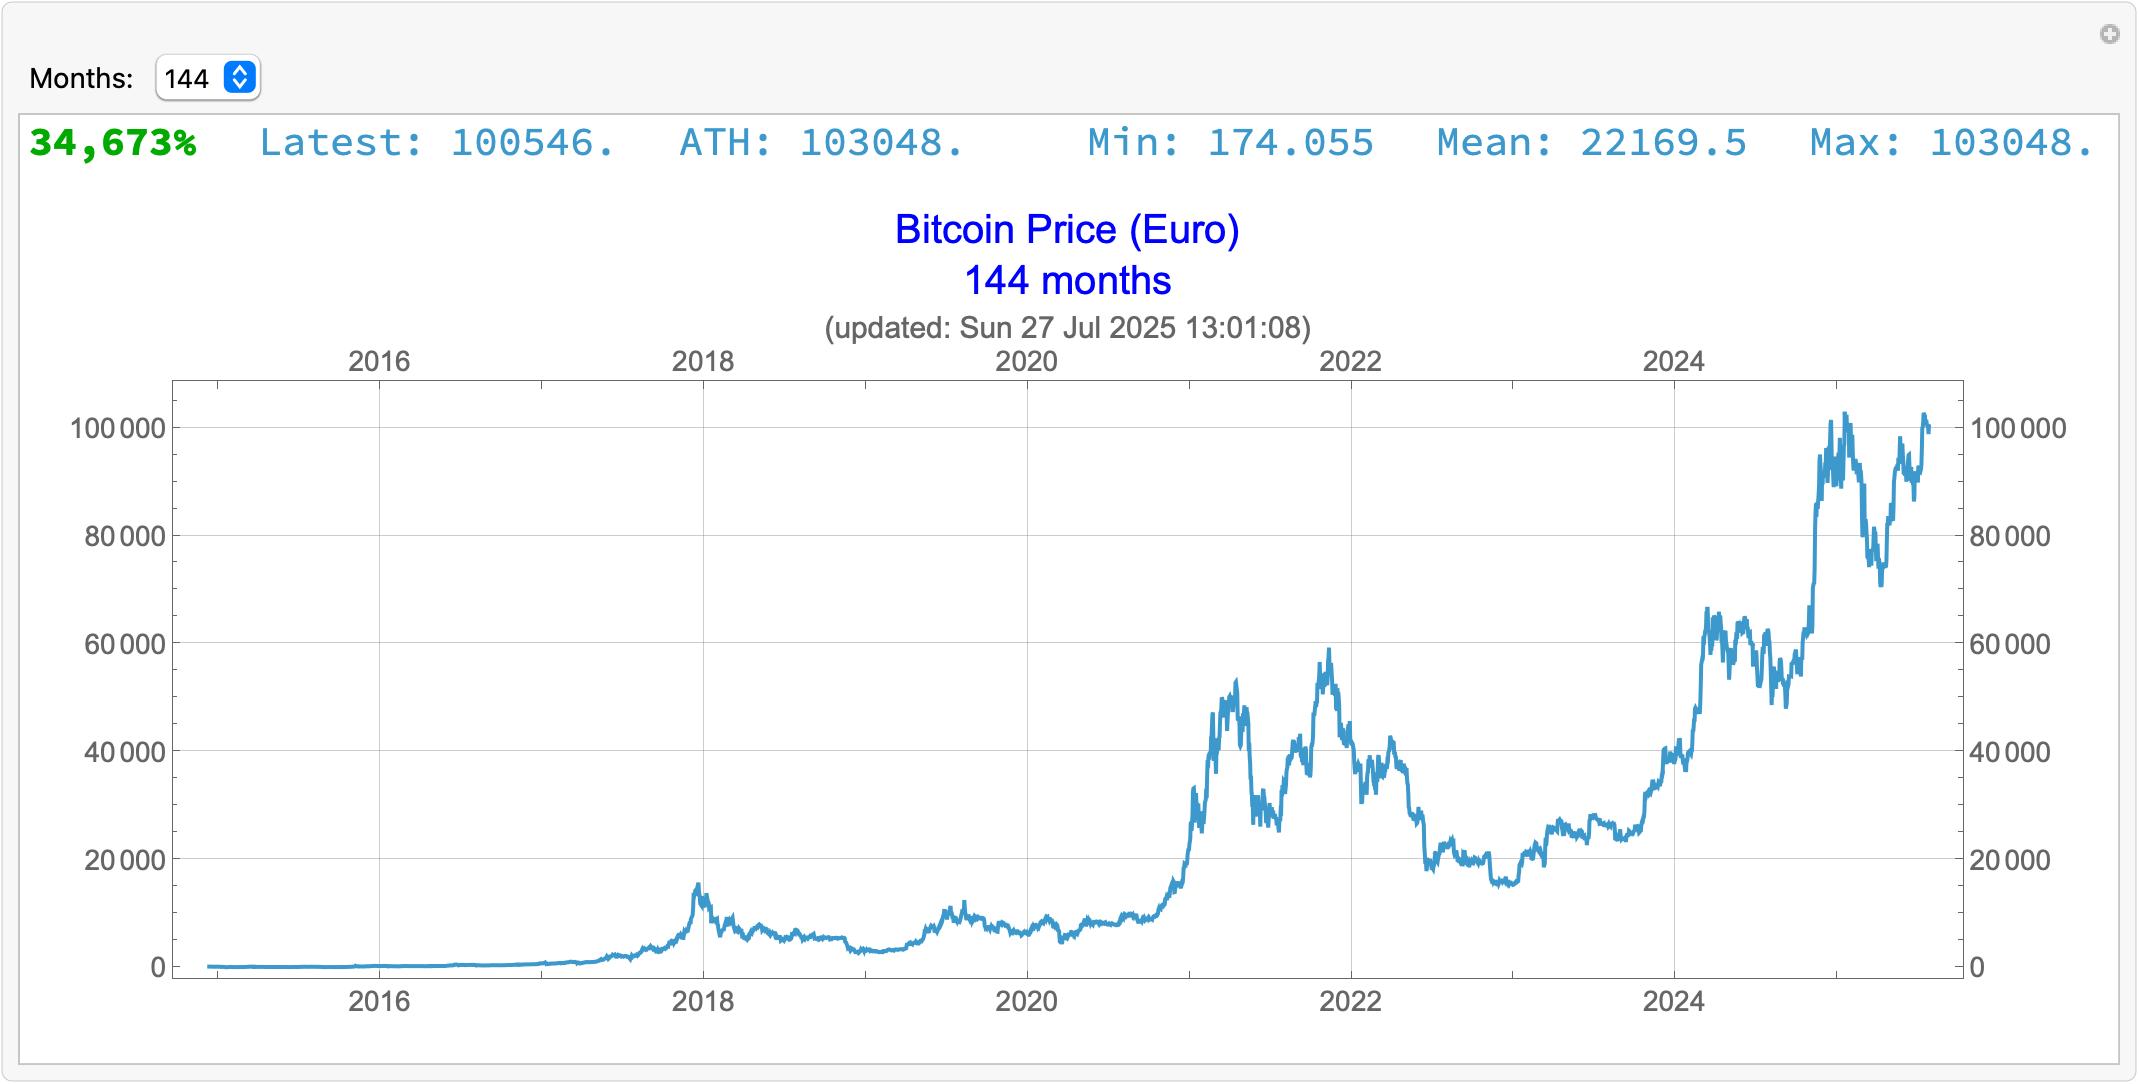 Months: 144
34,673% Latest: 100546. ATH: 103048. Min: 174.055 Mean: 22169.5 Max: 103048.
Bitcoin Price (Euro)
144 months
(updated: Sun 27 Jul 2025 13:01:08)
2016 2018 2020 2022 2024
100 000 100 000
80 000 80 000
60 000 60 000
40 000 40 000
20 000 20 000
0 0
2016 2018 2020 2022 2024